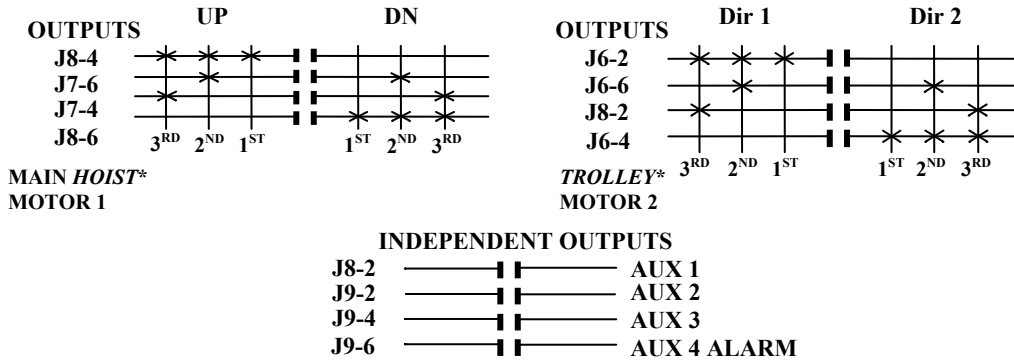 UP DN
OUTPUTS
J8-4
J7-6
J7-4
J8-6
3RD 2ND 1ST 1ST 2ND 3RD
MAIN HOIST*
MOTOR 1
Dir 1 Dir 2
OUTPUTS
J6-2
J6-6
J8-2
J6-4
3RD 2ND 1ST 1ST 2ND 3RD
TROLLEY*
MOTOR 2
INDEPENDENT OUTPUTS
J8-2 AUX 1
J9-2 AUX 2
J9-4 AUX 3
J9-6 AUX 4 ALARM